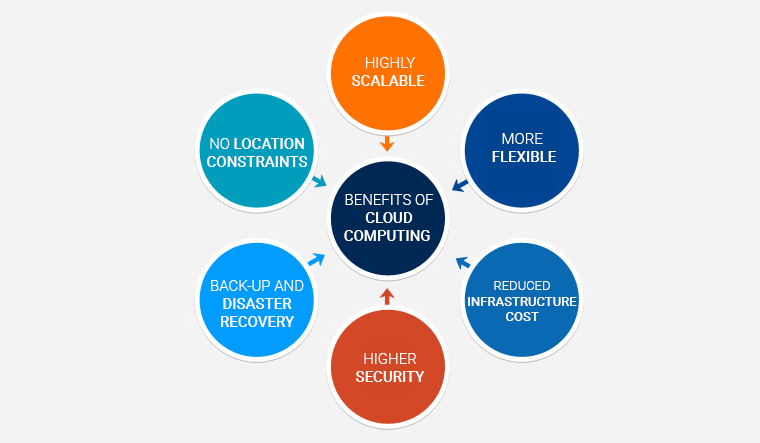 HIGHLY
SCALABLE
MORE
FLEXIBLE
REDUCED
INFRASTRUCTURE
COST
HIGHER
SECURITY
BACK-UP AND
DISASTER
RECOVERY
NO LOCATION
CONSTRAINTS
BENEFITS OF
CLOUD
COMPUTING